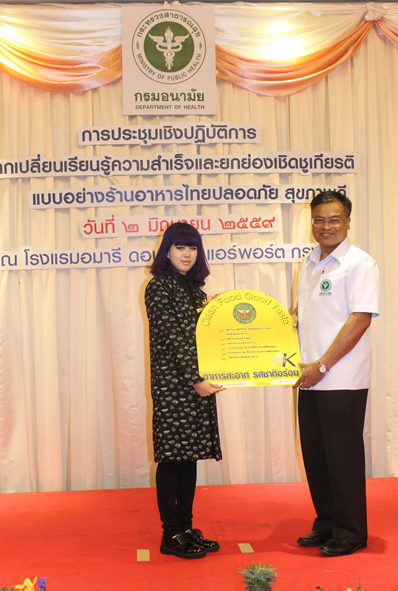 กระทรวงสาธารณสุข
MINISTRY OF PUBLIC HEALTH
กรมอนามัย
DEPARTMENT OF HEALTH
การประชุมเชิงปฏิบัติการ
กเปลี่ยนเรียนรู้ความสำเร็จและยกย่องเชิดชูเกียรติ
แบบอย่างร้านอาหารไทยปลอดภัย สุขภาพดี
วันที่ ๒ มิถุนายน ๒๕๕๙
ณ โรงแรมอมารี ดอ แอร์พอร์ต กร
Clean Food Good Taste
K
อาหารสะอาด รสชาติอร่อย